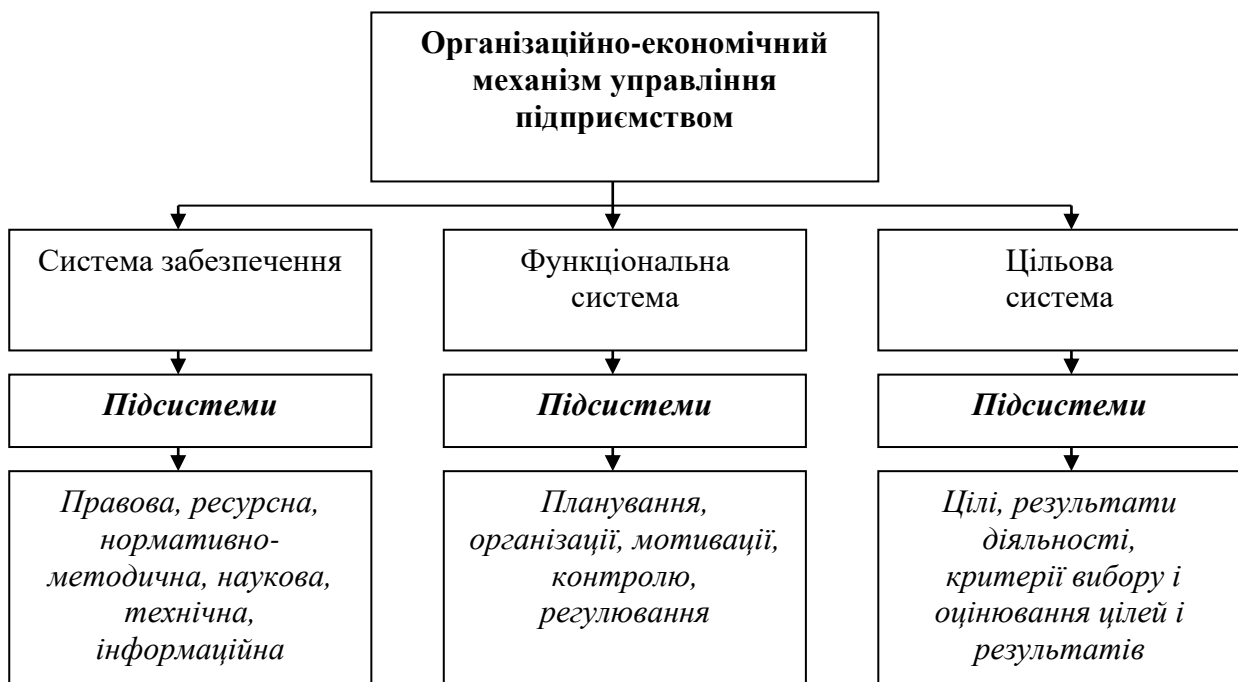 Організаційно-економічний
механізм управління
підприємством
Система забезпечення
Функціональна
система
Цільова
система
Підсистеми
Підсистеми
Підсистеми
Правова, ресурсна,
нормативно-
методична, наукова,
технічна,
інформаційна
Планування,
організації, мотивації,
контролю,
регулювання
Цілі, результати
діяльності,
критерії вибору і
оцінювання цілей і
результатів